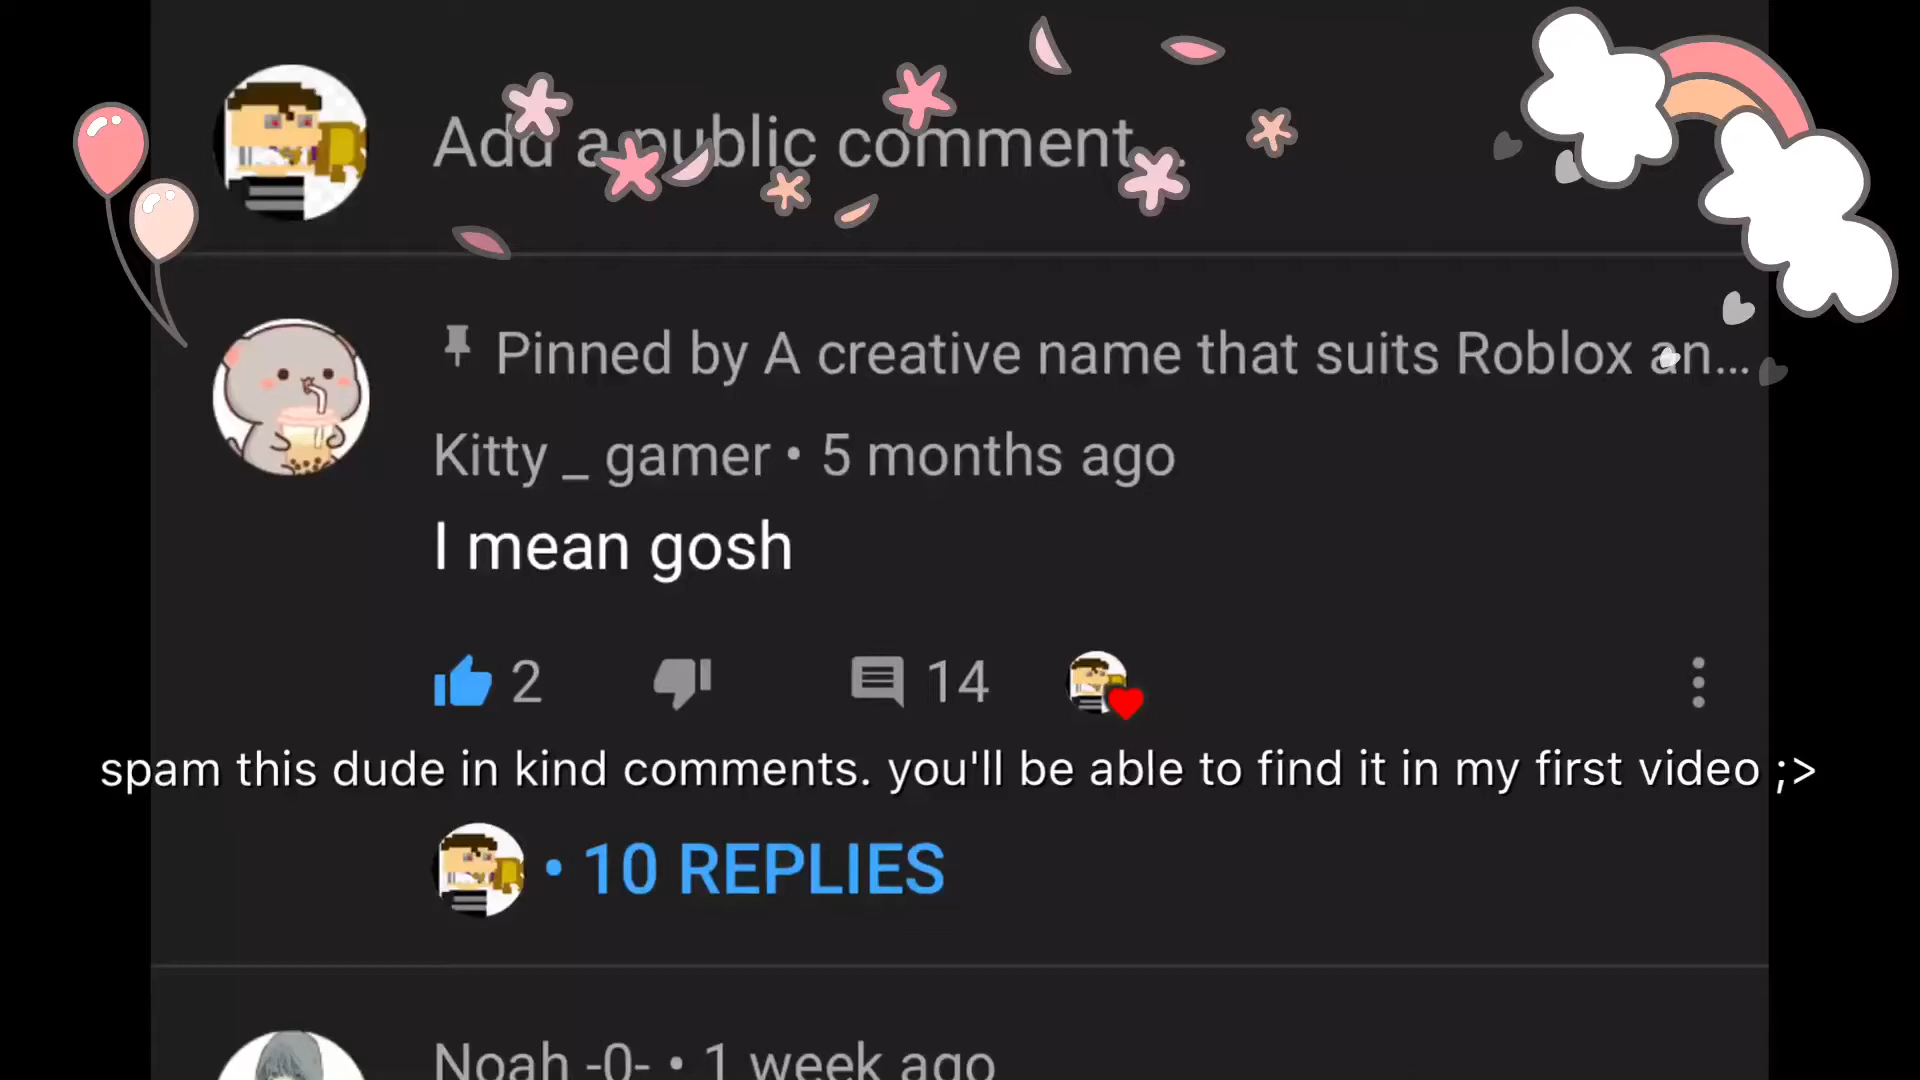 Add a public comment...
Pinned by A creative name that suits Roblox an...
Kitty _ gamer • 5 months ago
I mean gosh
2 14
spam this dude in kind comments. you'll be able to find it in my first video ;>
• 10 REPLIES
Noah -0- • 1 week ago